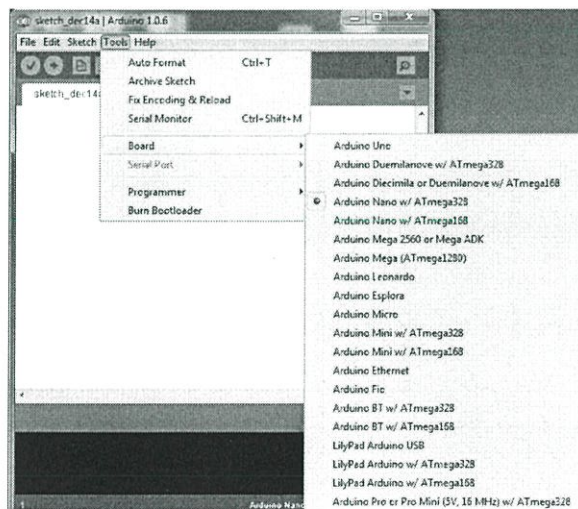 sketch_dec14a | Arduino 1.0.6
File Edit Sketch Tools Help
sketch_dec14a
Auto Format Ctrl+T
Archive Sketch
Fix Encoding & Reload
Serial Monitor Ctrl+Shift+M
Board
Serial Port
Programmer
Burn Bootloader
Arduino Uno
Arduino Duemilanove w/ ATmega328
Arduino Diecimila or Duemilanove w/ ATmega168
Arduino Nano w/ ATmega328
Arduino Nano w/ ATmega168
Arduino Mega 2560 or Mega ADK
Arduino Mega (ATmega1280)
Arduino Leonardo
Arduino Esplora
Arduino Micro
Arduino Mini w/ ATmega328
Arduino Mini w/ ATmega168
Arduino Ethernet
Arduino Fio
Arduino BT w/ ATmega328
Arduino BT w/ ATmega168
LilyPad Arduino USB
LilyPad Arduino w/ ATmega328
LilyPad Arduino w/ ATmega168
Arduino Pro or Pro Mini (5V, 16 MHz) w/ ATmega328
1 Arduino Nano